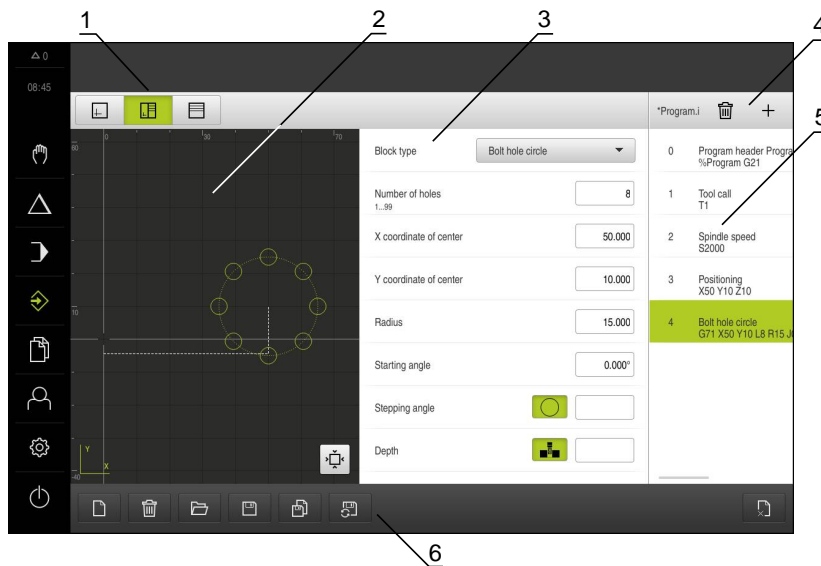 1
2
3
4
5
6
0
08:45
*Program.i
0
30
70
60
10
-40
Y
X
Block type
Bolt hole circle
Number of holes
1...99
8
X coordinate of center
50.000
Y coordinate of center
10.000
Radius
15.000
Starting angle
0.000°
Stepping angle
Depth
0 Program header Progra
%Program G21
1 Tool call
T1
2 Spindle speed
S2000
3 Positioning
X50 Y10 Z10
4 Bolt hole circle
G71 X50 Y10 L8 R15 J